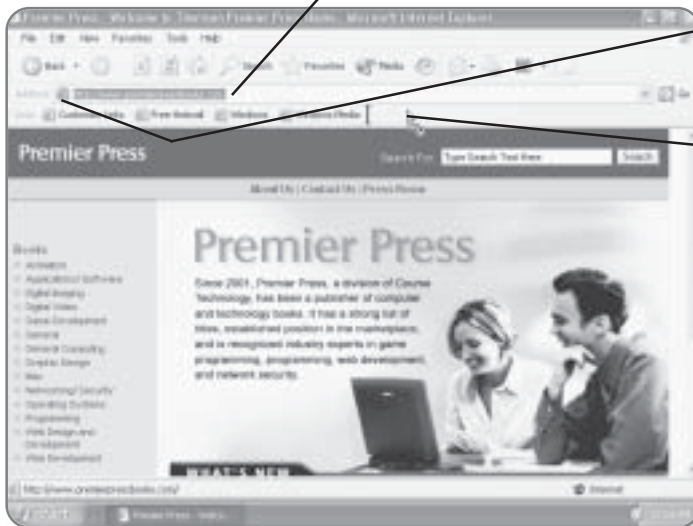 Premier Press - Welcome to Thomson Premier Press Books - Microsoft Internet Explorer
File Edit View Favorites Tools Help
Back Search Favorites Media
Address
Links Customize Links Free Hotmail Windows Windows Media
Go
Premier Press
Search For: Type Search Text Here Search
About Us | Contact Us | Press Room
Books
Animation
Applications/Software
Digital Imaging
Digital Video
Game Development
General
General Computing
Graphic Design
Mac
Networking/Security
Operating Systems
Programming
Web Design and
Development
Web Development
Premier Press
Since 2001, Premier Press, a division of Course
Technology, has been a publisher of computer
and technology books. It has a strong list of
titles, established position in the marketplace,
and is recognized industry experts in game
programming, programming, web development,
and network security.
WHAT'S NEW
http://www.premierpressbooks.com/
Internet